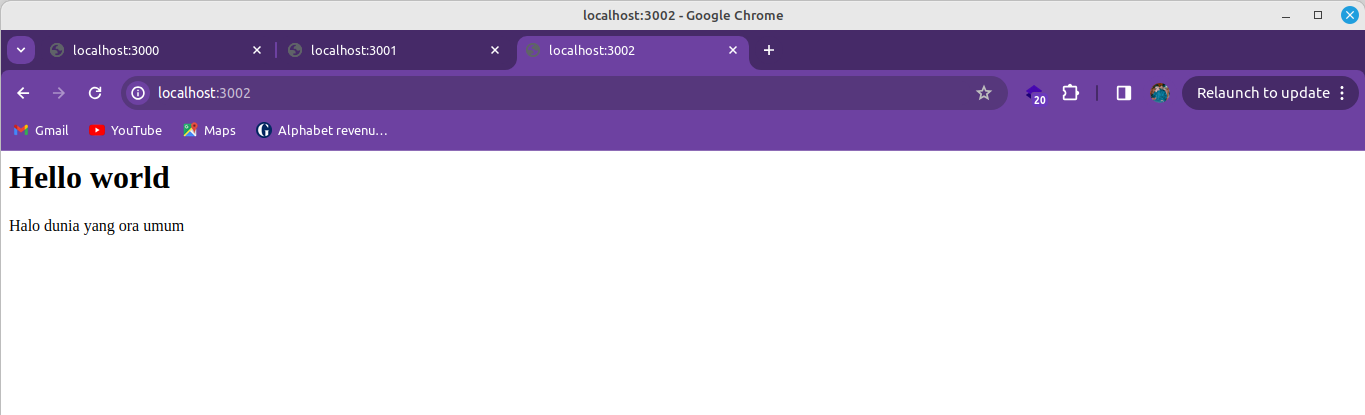 localhost:3002 - Google Chrome
localhost:3000 localhost:3001 localhost:3002
localhost:3002 20 Relaunch to update
Gmail YouTube Maps Alphabet revenu...
Hello world
Halo dunia yang ora umum